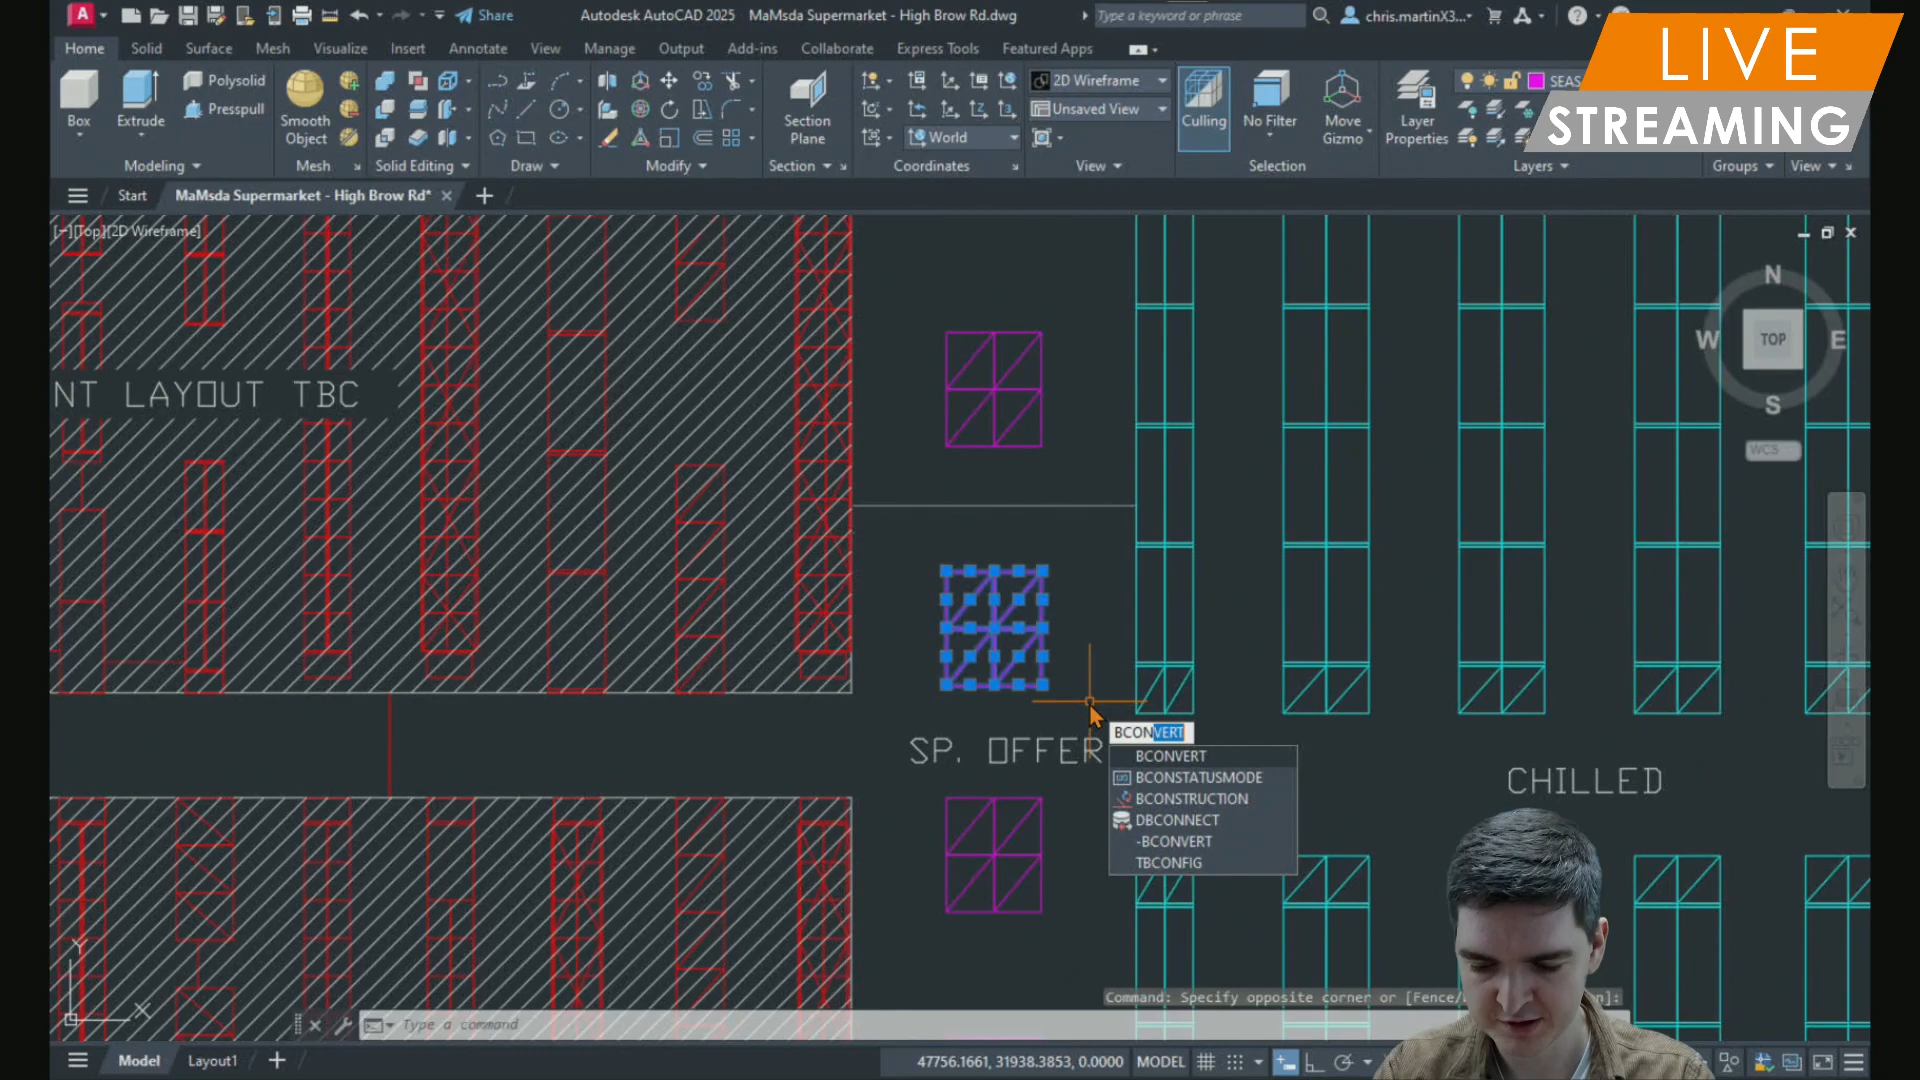 A
Share
Autodesk AutoCAD 2025 MaMsda Supermarket - High Brow Rd.dwg
Type a keyword or phrase
chris.martinX3...
LIVE
STREAMING
Home Solid Surface Mesh Visualize Insert Annotate View Manage Output Add-ins Collaborate Express Tools Featured Apps
Box
Extrude
Polysolid
Presspull
Smooth
Object
Section
Plane
World
2D Wireframe
Unsaved View
Culling
No Filter
Move
Gizmo
Layer
Properties
SEAS
Modeling
Mesh
Solid Editing
Draw
Modify
Section
Coordinates
View
Selection
Layers
Groups
View
Start
MaMsda Supermarket - High Brow Rd*
[−][Top][2D Wireframe]
N
W
TOP
E
S
WCS
NT LAYOUT TBC
SP. OFFER
CHILLED
BCONVERT
BCONVERT
BCONSTATUSMODE
BCONSTRUCTION
DBCONNECT
-BCONVERT
TBCONFIG
Y
X
Command: Specify opposite corner or [Fence/
]:
Type a command
Model
Layout1
47756.1661, 31938.3853, 0.0000
MODEL